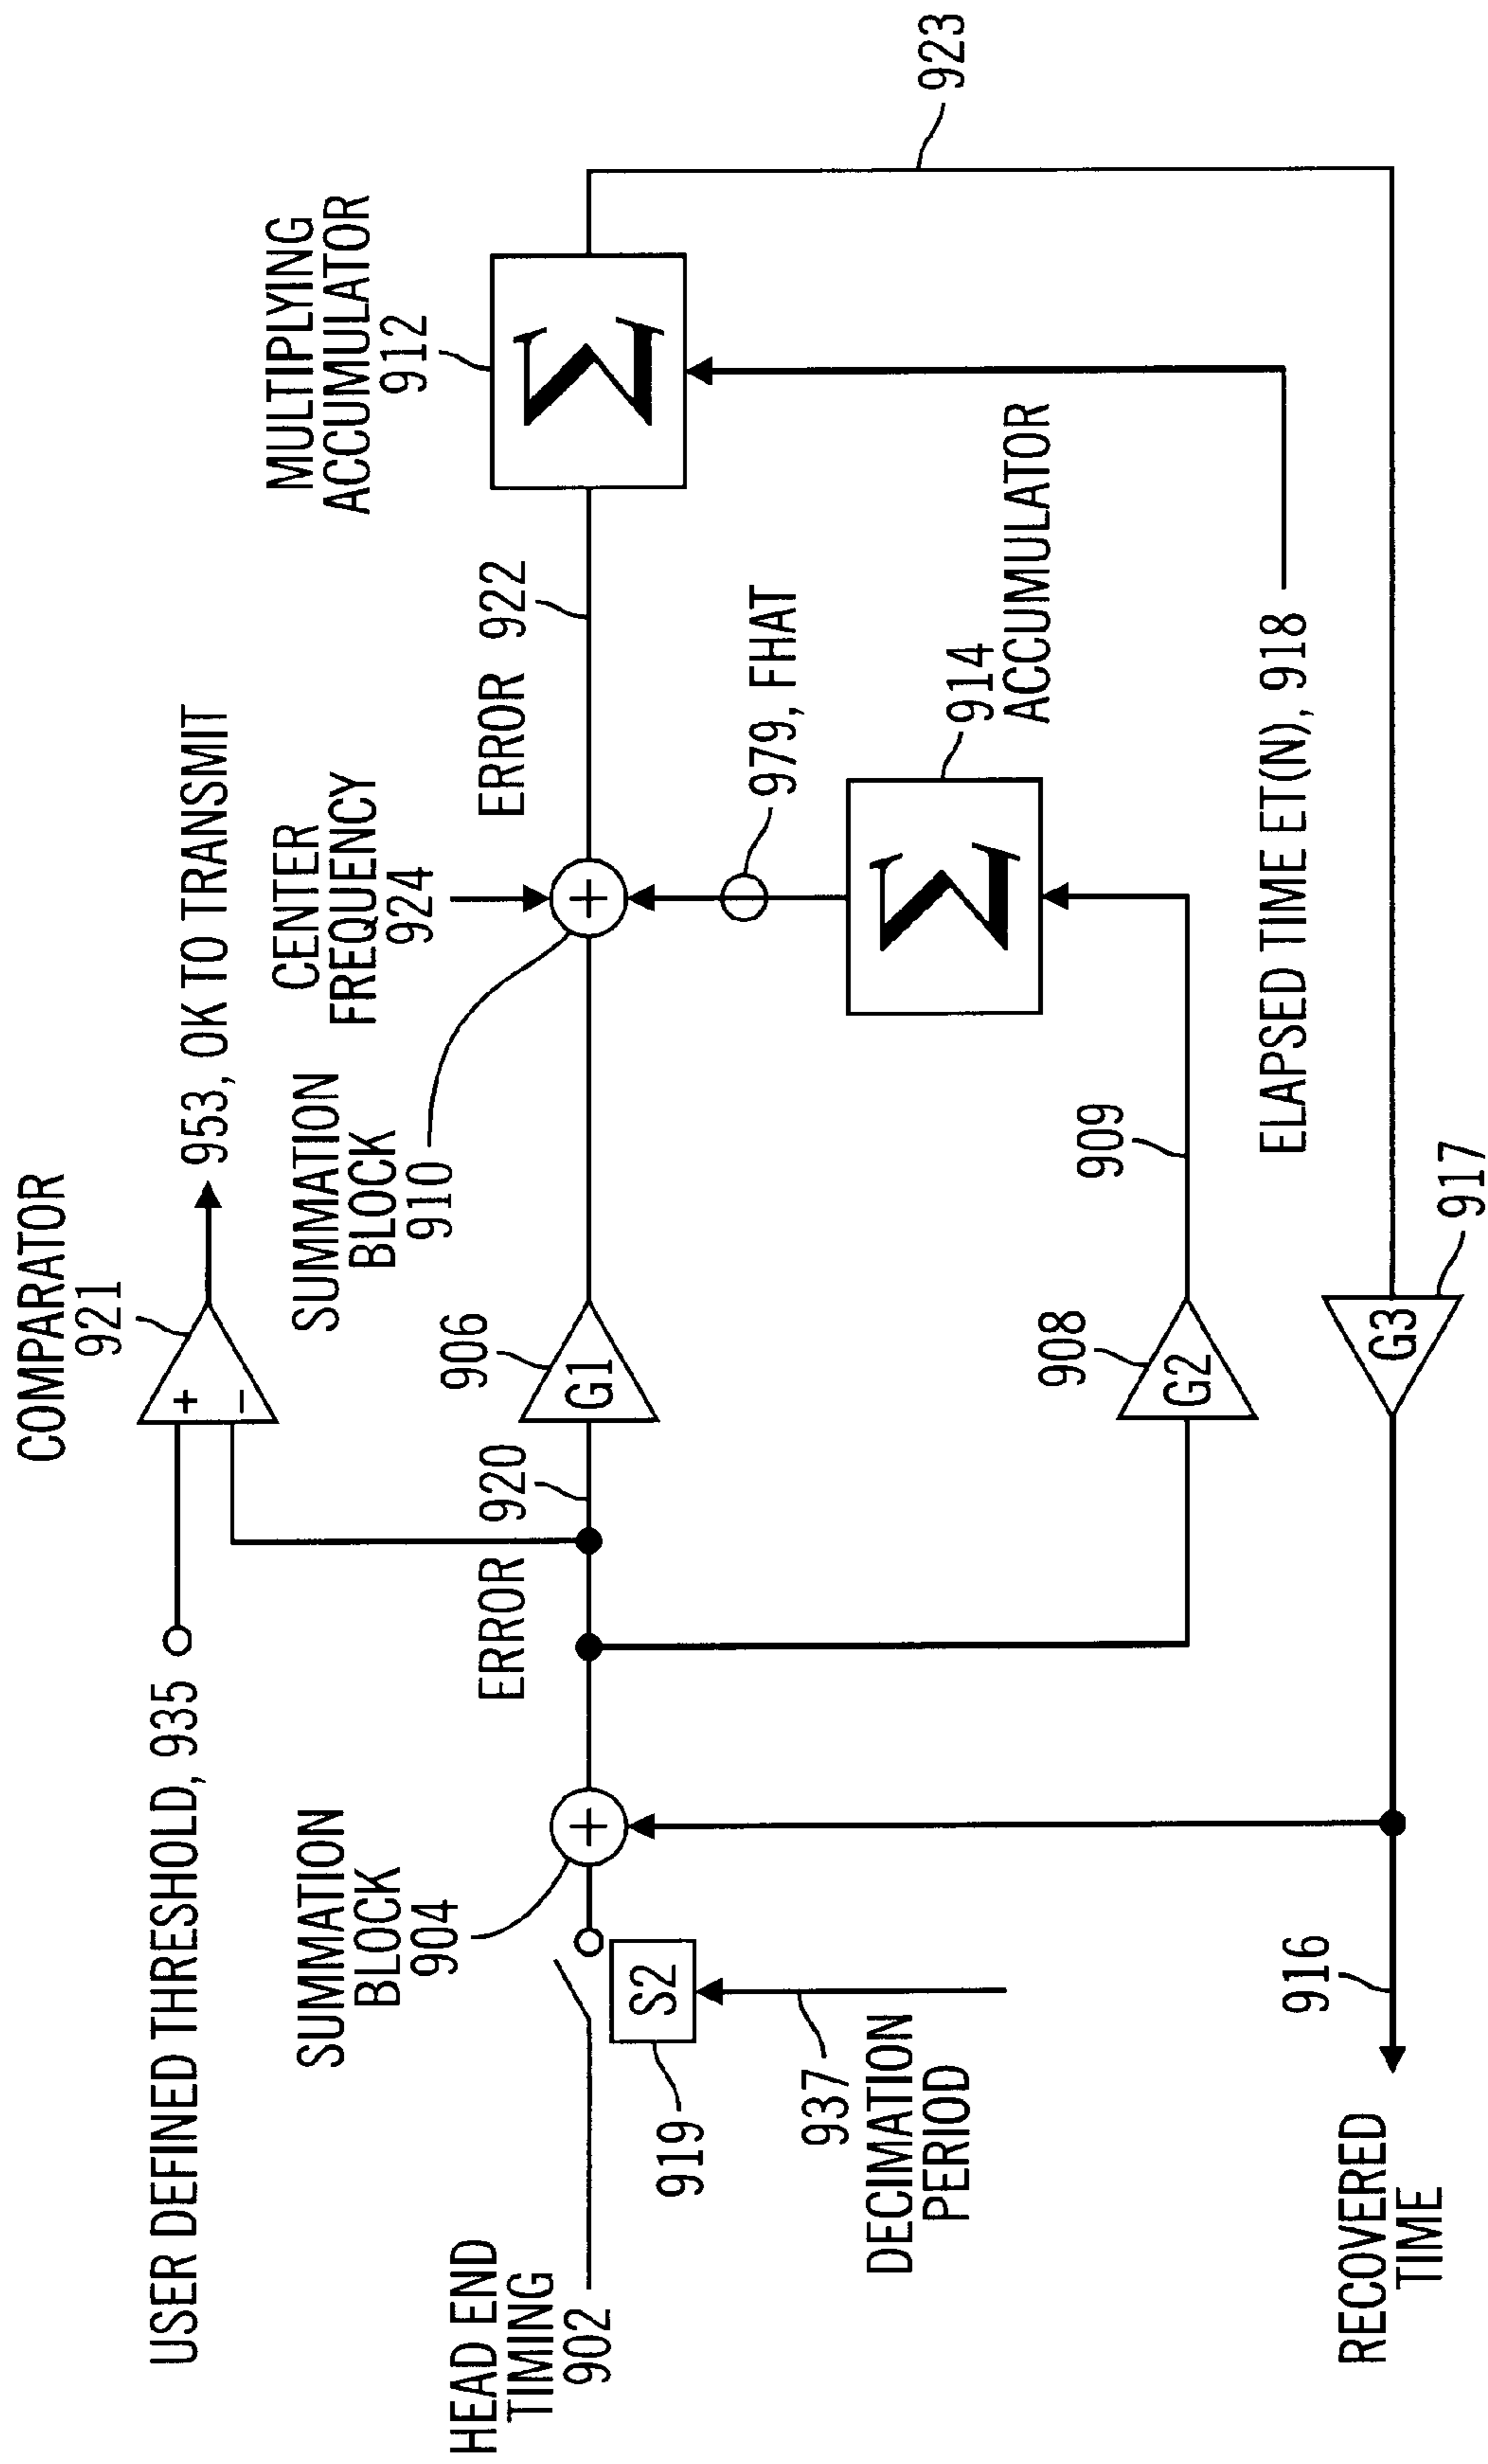 COMPARATOR
921
USER DEFINED THRESHOLD, 935
+
−
953, OK TO TRANSMIT
SUMMATION
BLOCK
904
SUMMATION
BLOCK
910
CENTER
FREQUENCY
924
MULTIPLYING
ACCUMULATOR
912
HEAD END
TIMING
902
+
ERROR
920
G1
906
+
ERROR
922
Σ
923
S2
919
937
DECIMATION
PERIOD
979, FHAT
Σ
914
ACCUMULATOR
G2
908
909
ELAPSED TIME ET(N), 918
RECOVERED
TIME
916
G3
917